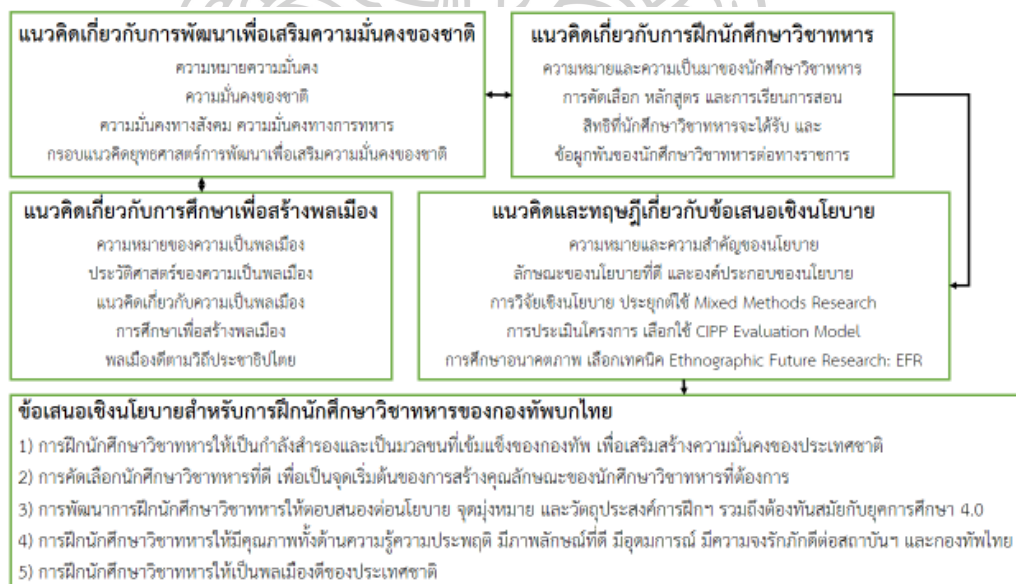 แนวคิดเกี่ยวกับการพัฒนาเพื่อเสริมความมั่นคงของชาติ
ความหมายความมั่นคง
ความมั่นคงของชาติ
ความมั่นคงทางสังคม ความมั่นคงทางการทหาร
กรอบแนวคิดยุทธศาสตร์การพัฒนาเพื่อเสริมความมั่นคงของชาติ
แนวคิดเกี่ยวกับการฝึกนักศึกษาวิชาทหาร
ความหมายและความเป็นมาของนักศึกษาวิชาทหาร
การคัดเลือก หลักสูตร และการเรียนการสอน
สิทธิที่นักศึกษาวิชาทหารจะได้รับ และ
ข้อผูกพันของนักศึกษาวิชาทหารต่อทางราชการ
แนวคิดเกี่ยวกับการศึกษาเพื่อสร้างพลเมือง
ความหมายของความเป็นพลเมือง
ประวัติศาสตร์ของความเป็นพลเมือง
แนวคิดเกี่ยวกับความเป็นพลเมือง
การศึกษาเพื่อสร้างพลเมือง
พลเมืองดีตามวิถีประชาธิปไตย
แนวคิดและทฤษฎีเกี่ยวกับข้อเสนอเชิงนโยบาย
ความหมายและความสำคัญของนโยบาย
ลักษณะของนโยบายที่ดี และองค์ประกอบของนโยบาย
การวิจัยเชิงนโยบาย ประยุกต์ใช้ Mixed Methods Research
การประเมินโครงการ เลือกใช้ CIPP Evaluation Model
การศึกษาอนาคตภาพ เลือกเทคนิค Ethnographic Future Research: EFR
ข้อเสนอเชิงนโยบายสำหรับการฝึกนักศึกษาวิชาทหารของกองทัพบกไทย
1) การฝึกนักศึกษาวิชาทหารให้เป็นกำลังสำรองและเป็นมวลชนที่เข้มแข็งของกองทัพ เพื่อเสริมสร้างความมั่นคงของประเทศชาติ
2) การคัดเลือกนักศึกษาวิชาทหารที่ดี เพื่อเป็นจุดเริ่มต้นของการสร้างคุณลักษณะของนักศึกษาวิชาทหารที่ต้องการ
3) การพัฒนาการฝึกนักศึกษาวิชาทหารให้ตอบสนองต่อนโยบาย จุดมุ่งหมาย และวัตถุประสงค์การฝึกฯ รวมถึงต้องทันสมัยกับยุคการศึกษา 4.0
4) การฝึกนักศึกษาวิชาทหารให้มีคุณภาพทั้งด้านความรู้ความประพฤติ มีภาพลักษณ์ที่ดี มีอุดมการณ์ มีความจงรักภักดีต่อสถาบันฯ และกองทัพไทย
5) การฝึกนักศึกษาวิชาทหารให้เป็นพลเมืองดีของประเทศชาติ